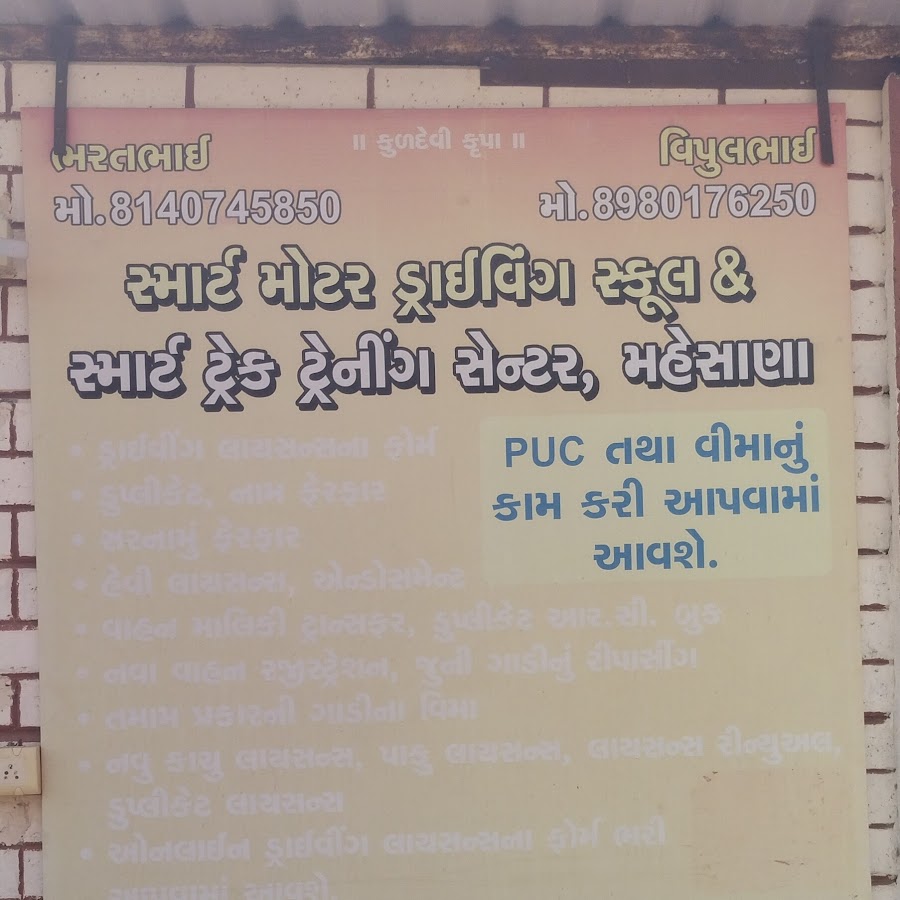 ॥ કુળદેવી કૃપા ॥
ભરતભાઈ
મો.8140745850
વિપુલભાઈ
મો.8980176250
સ્માર્ટ મોટર ડ્રાઈવિંગ સ્કૂલ &
સ્માર્ટ ટ્રેક ટ્રેનીંગ સેન્ટર, મહેસાણા
PUC તથા વીમાનું
કામ કરી આપવામાં
આવશે.
• ડ્રાઈવીંગ લાયસન્સના ફોર્મ
• ડુપ્લીકેટ, નામ ફેરફાર
• સરનામું ફેરફાર
• હેવી લાયસન્સ, એન્ડોસમેન્ટ
• વાહન માલિકી ટ્રાન્સફર, ડુપ્લીકેટ આર.સી. બુક
• નવા વાહન રજીસ્ટ્રેશન, જુની ગાડીનું રીપાસીંગ
• તમામ પ્રકારની ગાડીના વિમા
• નવુ કાચુ લાયસન્સ, પાકુ લાયસન્સ, લાયસન્સ રીન્યુઅલ,
ડુપ્લીકેટ લાયસન્સ
• ઓનલાઈન ડ્રાઈવીંગ લાયસન્સના ફોર્મ ભરી
આપવામાં આવશે.